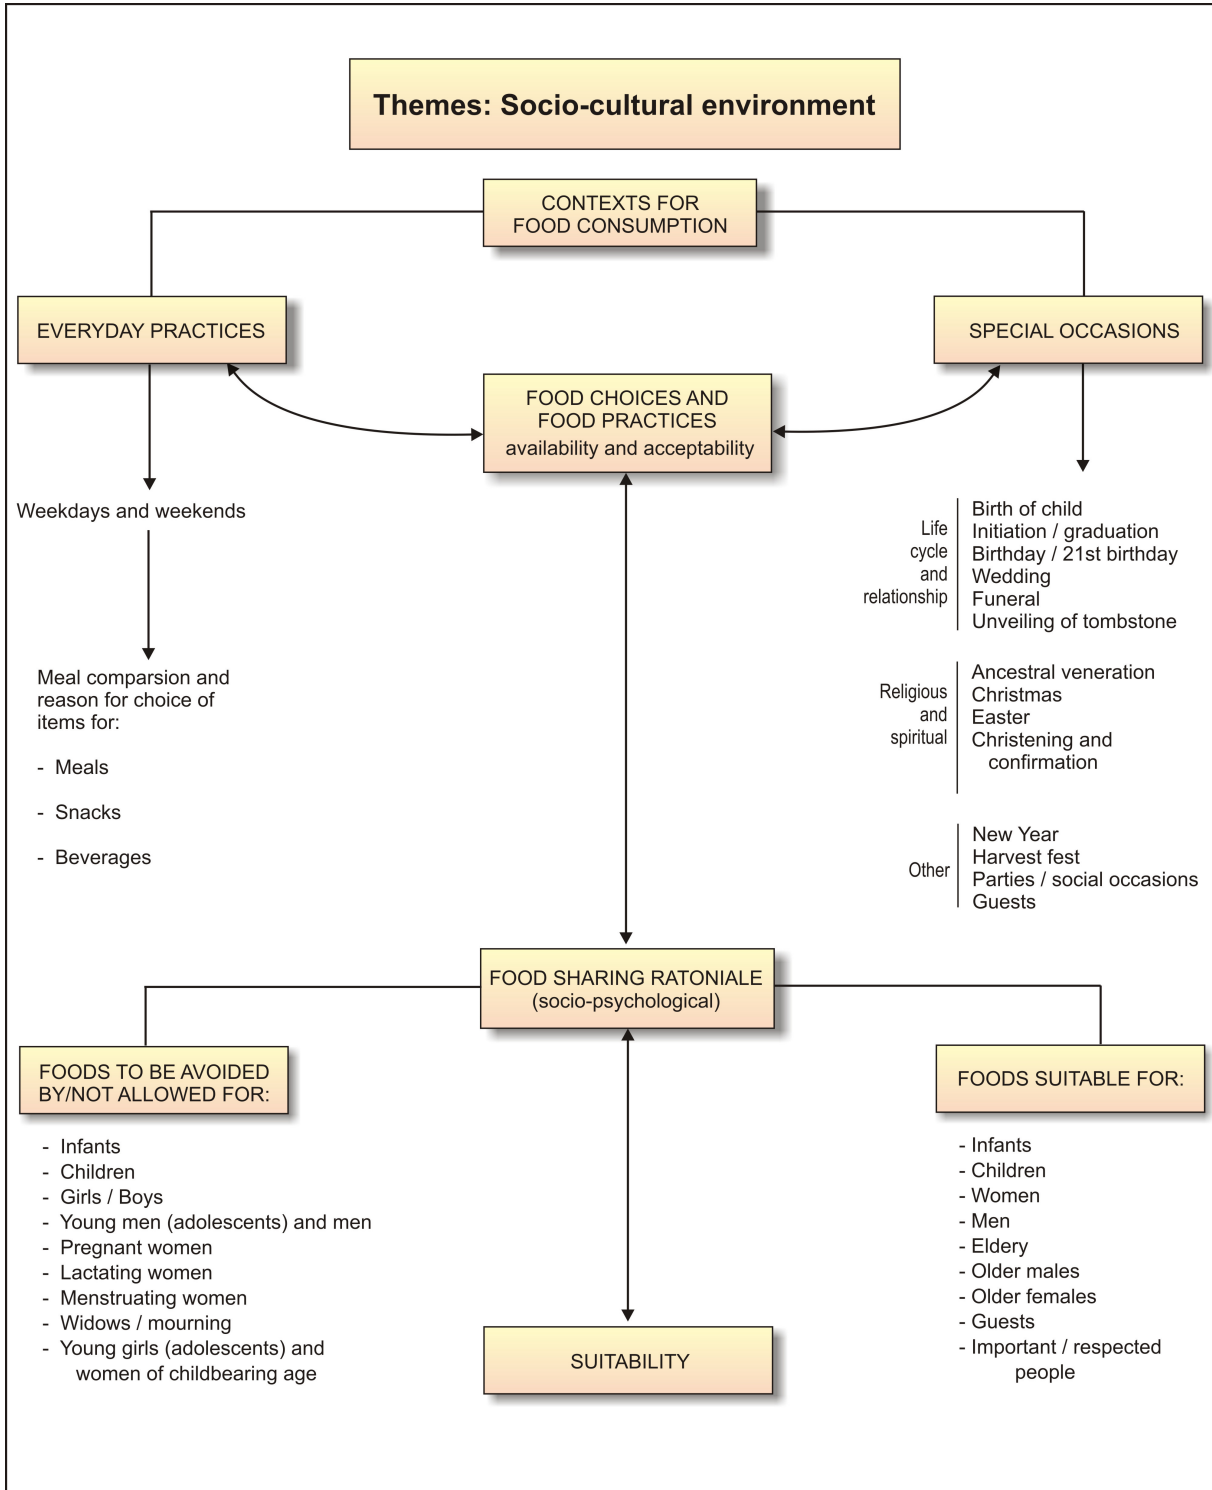 Themes: Socio-cultural environment
CONTEXTS FOR
FOOD CONSUMPTION
EVERYDAY PRACTICES
SPECIAL OCCASIONS
FOOD CHOICES AND
FOOD PRACTICES
availability and acceptability
Weekdays and weekends
Meal comparsion and
reason for choice of
items for:
- Meals
- Snacks
- Beverages
Life
cycle
and
relationship
Birth of child
Initiation / graduation
Birthday / 21st birthday
Wedding
Funeral
Unveiling of tombstone
Religious
and
spiritual
Ancestral veneration
Christmas
Easter
Christening and
confirmation
Other
New Year
Harvest fest
Parties / social occasions
Guests
FOOD SHARING RATONIALE
(socio-psychological)
FOODS TO BE AVOIDED
BY/NOT ALLOWED FOR:
- Infants
- Children
- Girls / Boys
- Young men (adolescents) and men
- Pregnant women
- Lactating women
- Menstruating women
- Widows / mourning
- Young girls (adolescents) and
women of childbearing age
FOODS SUITABLE FOR:
- Infants
- Children
- Women
- Men
- Eldery
- Older males
- Older females
- Guests
- Important / respected
people
SUITABILITY